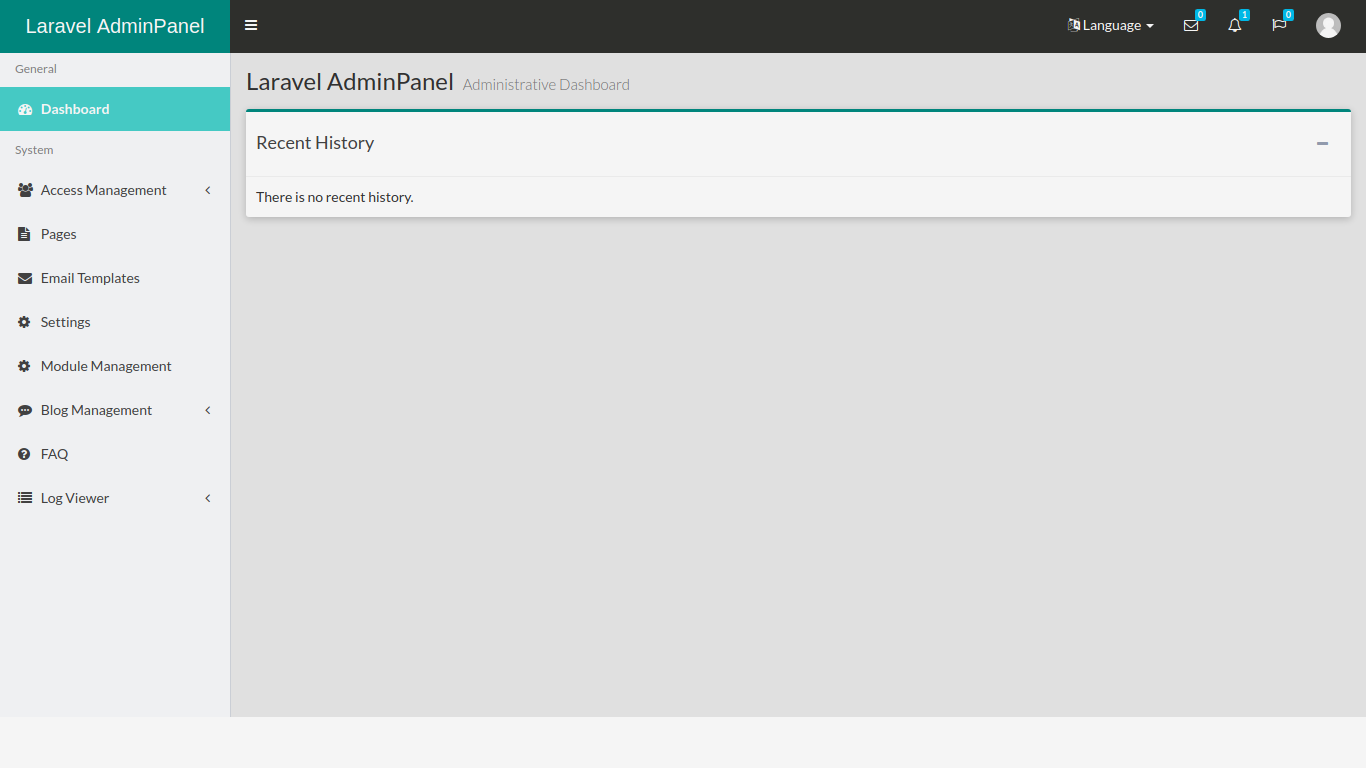 Laravel AdminPanel
Language
0
1
0
General
Dashboard
System
Access Management
Pages
Email Templates
Settings
Module Management
Blog Management
FAQ
Log Viewer
Laravel AdminPanel Administrative Dashboard
Recent History
There is no recent history.